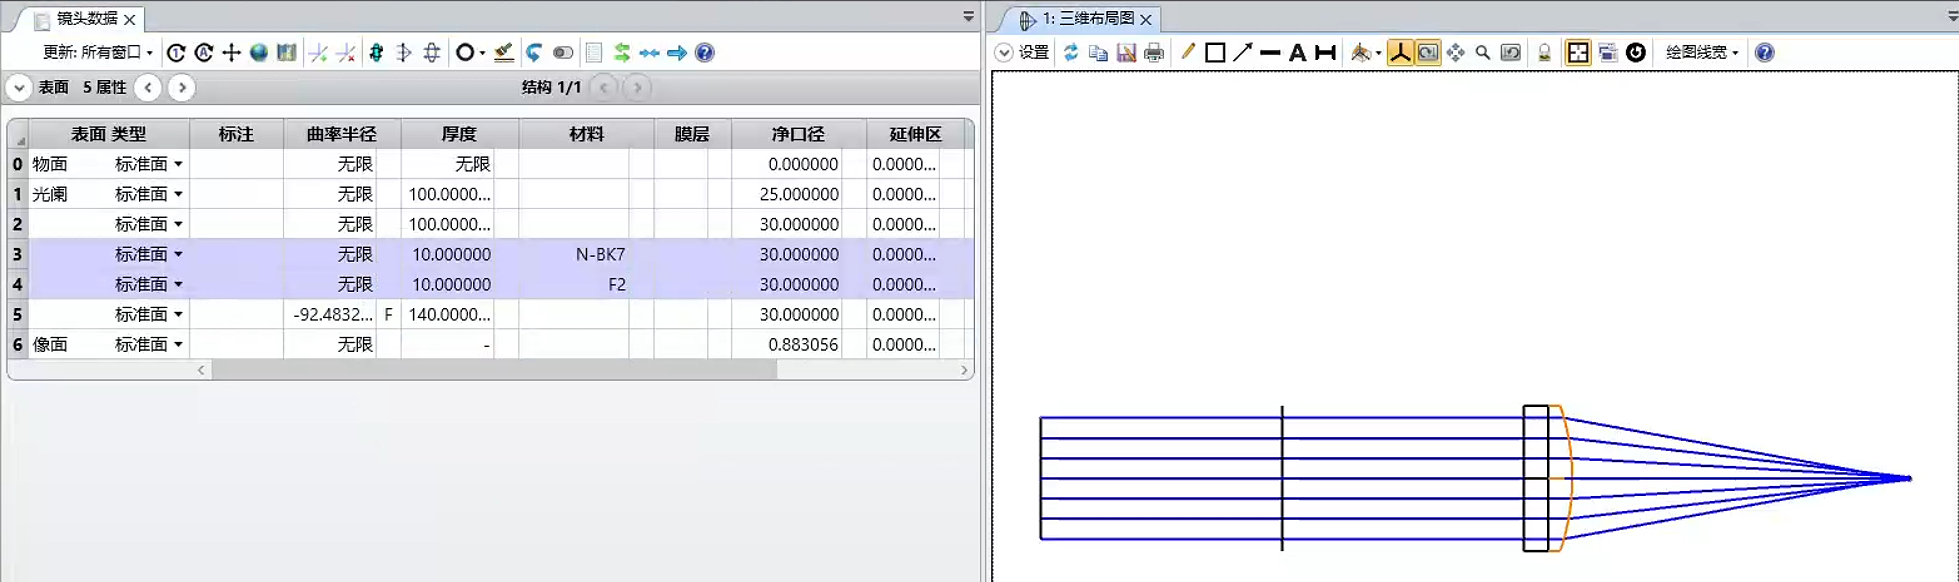 镜头数据
更新: 所有窗口
表面 5 属性 结构 1/1
表面 类型 标注 曲率半径 厚度 材料 膜层 净口径 延伸区
0 物面 标准面 无限 无限 0.000000 0.0000...
1 光阑 标准面 无限 100.0000... 25.000000 0.0000...
2 标准面 无限 100.0000... 30.000000 0.0000...
3 标准面 无限 10.000000 N-BK7 30.000000 0.0000...
4 标准面 无限 10.000000 F2 30.000000 0.0000...
5 标准面 -92.4832... F 140.0000... 30.000000 0.0000...
6 像面 标准面 无限 - 0.883056 0.0000...
1: 三维布局图
设置 A 绘图线宽